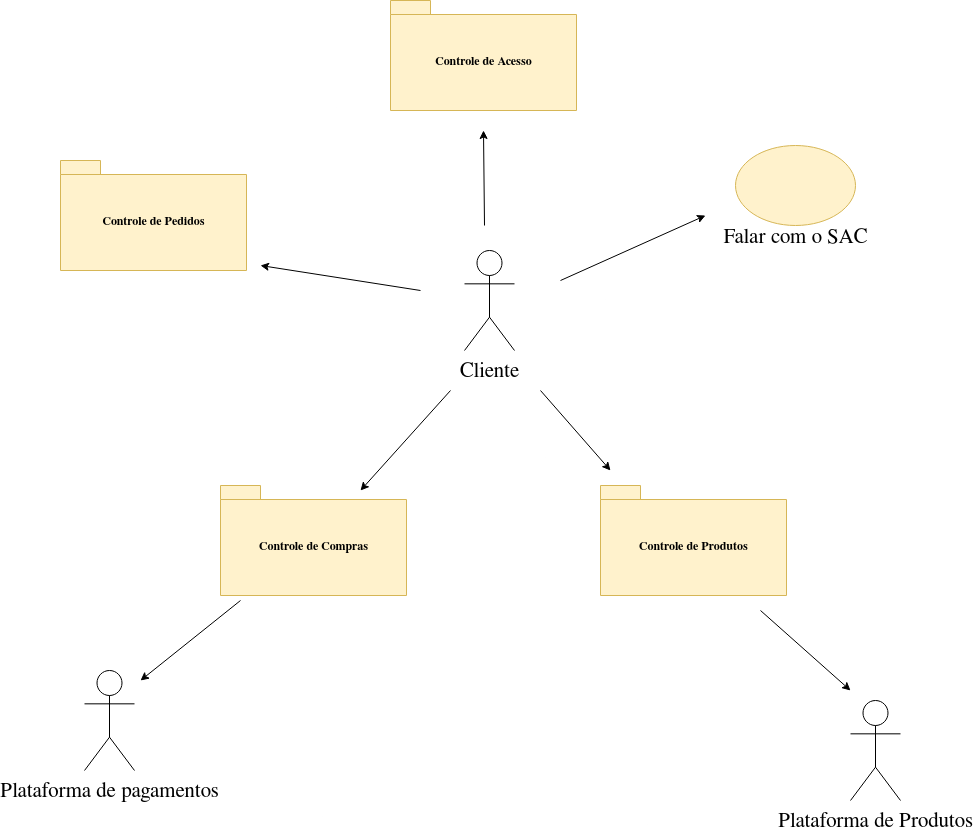 Controle de Acesso
Controle de Pedidos
Falar com o SAC
Cliente
Controle de Compras
Controle de Produtos
Plataforma de pagamentos
Plataforma de Produtos